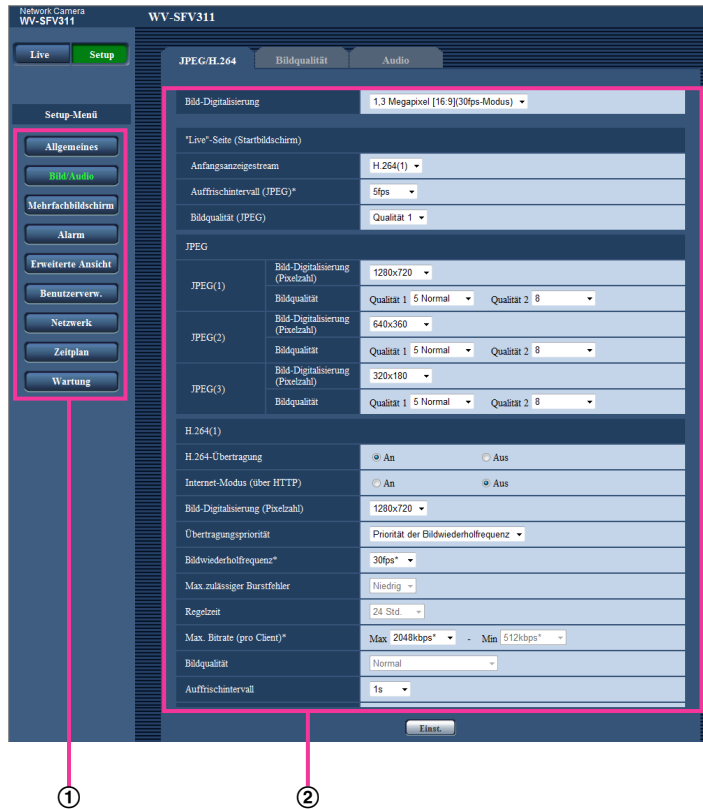 Network Camera
WV-SFV311
WV-SFV311
Live Setup
Setup-Menü
Allgemeines
Bild/Audio
Mehrfachbildschirm
Alarm
Erweiterte Ansicht
Benutzerverw.
Netzwerk
Zeitplan
Wartung
JPEG/H.264 Bildqualität Audio
Bild-Digitalisierung 1,3 Megapixel [16:9](30fps-Modus)
"Live"-Seite (Startbildschirm)
Anfangsanzeigestream H.264(1)
Auffrischintervall (JPEG)* 5fps
Bildqualität (JPEG) Qualität 1
JPEG
JPEG(1)
Bild-Digitalisierung
(Pixelzahl) 1280x720
Bildqualität Qualität 1 5 Normal Qualität 2 8
JPEG(2)
Bild-Digitalisierung
(Pixelzahl) 640x360
Bildqualität Qualität 1 5 Normal Qualität 2 8
JPEG(3)
Bild-Digitalisierung
(Pixelzahl) 320x180
Bildqualität Qualität 1 5 Normal Qualität 2 8
H.264(1)
H.264-Übertragung An Aus
Internet-Modus (über HTTP) An Aus
Bild-Digitalisierung (Pixelzahl) 1280x720
Übertragungspriorität Priorität der Bildwiederholfrequenz
Bildwiederholfrequenz* 30fps*
Max.zulässiger Burstfehler Niedrig
Regelzeit 24 Std.
Max. Bitrate (pro Client)* Max 2048kbps* - Min 512kbps*
Bildqualität Normal
Auffrischintervall 1s
Einst.
① ②